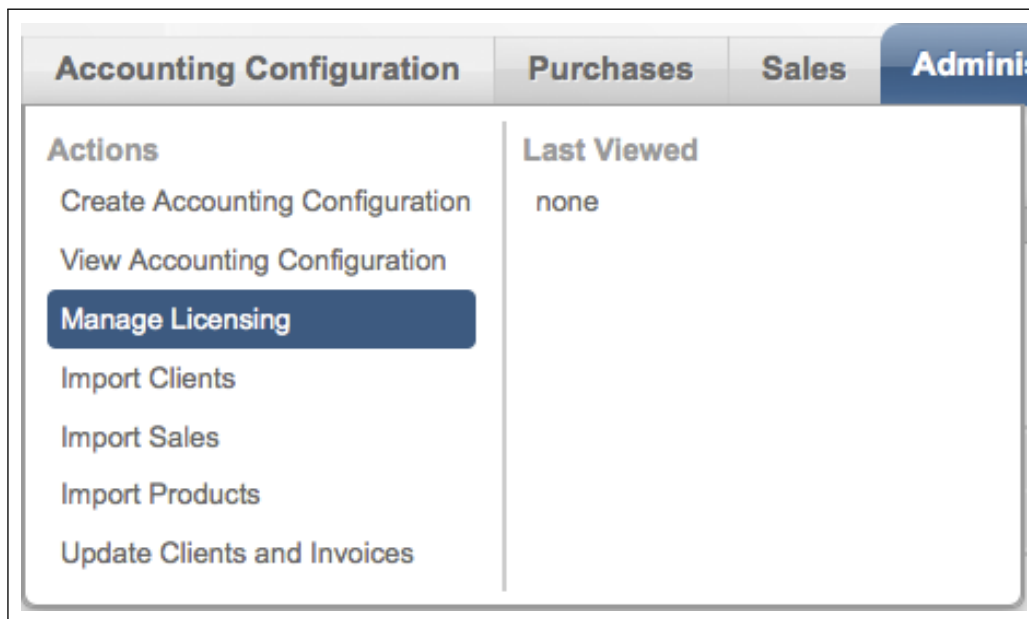 Accounting Configuration Purchases Sales Adminis
Actions
Create Accounting Configuration
View Accounting Configuration
Manage Licensing
Import Clients
Import Sales
Import Products
Update Clients and Invoices
Last Viewed
none